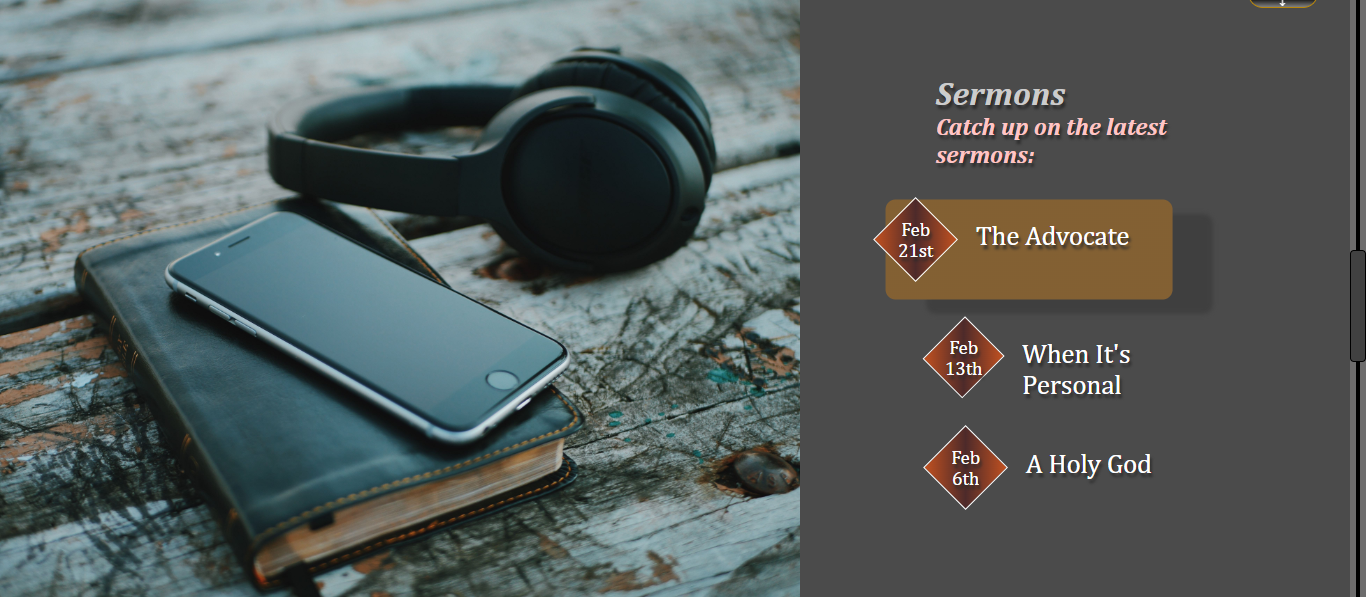 Sermons
Catch up on the latest
sermons:
Feb
21st
The Advocate
Feb
13th
When It's
Personal
Feb
6th
A Holy God